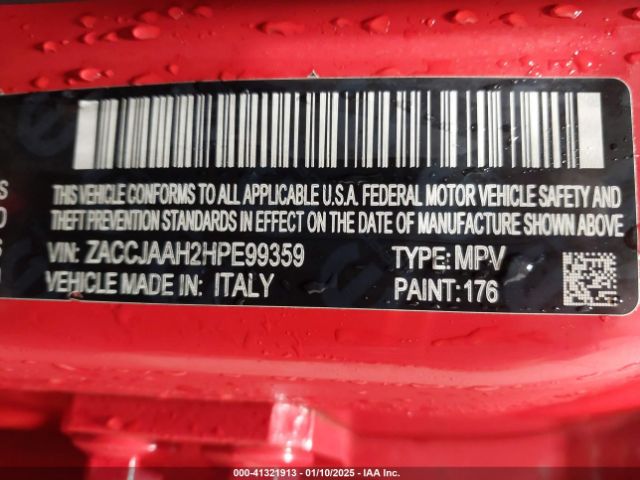 THIS VEHICLE CONFORMS TO ALL APPLICABLE U.S.A. FEDERAL MOTOR VEHICLE SAFETY AND
THEFT PREVENTION STANDARDS IN EFFECT ON THE DATE OF MANUFACTURE SHOWN ABOVE
VIN: ZACCJAAH2HPE99359 TYPE: MPV
VEHICLE MADE IN: ITALY PAINT: 176
000-41321913 - 01/10/2025 - IAA Inc.